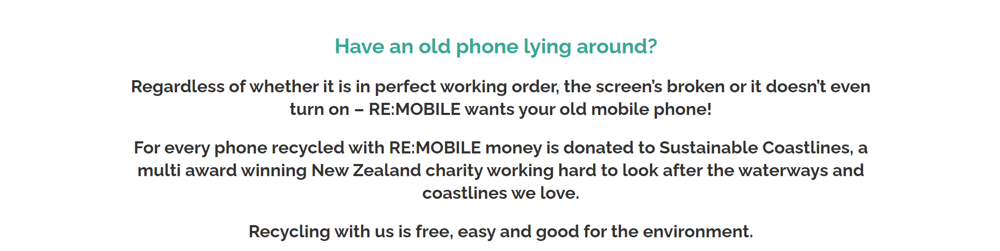 Have an old phone lying around?
Regardless of whether it is in perfect working order, the screen’s broken or it doesn’t even
turn on – RE:MOBILE wants your old mobile phone!
For every phone recycled with RE:MOBILE money is donated to Sustainable Coastlines, a
multi award winning New Zealand charity working hard to look after the waterways and
coastlines we love.
Recycling with us is free, easy and good for the environment.